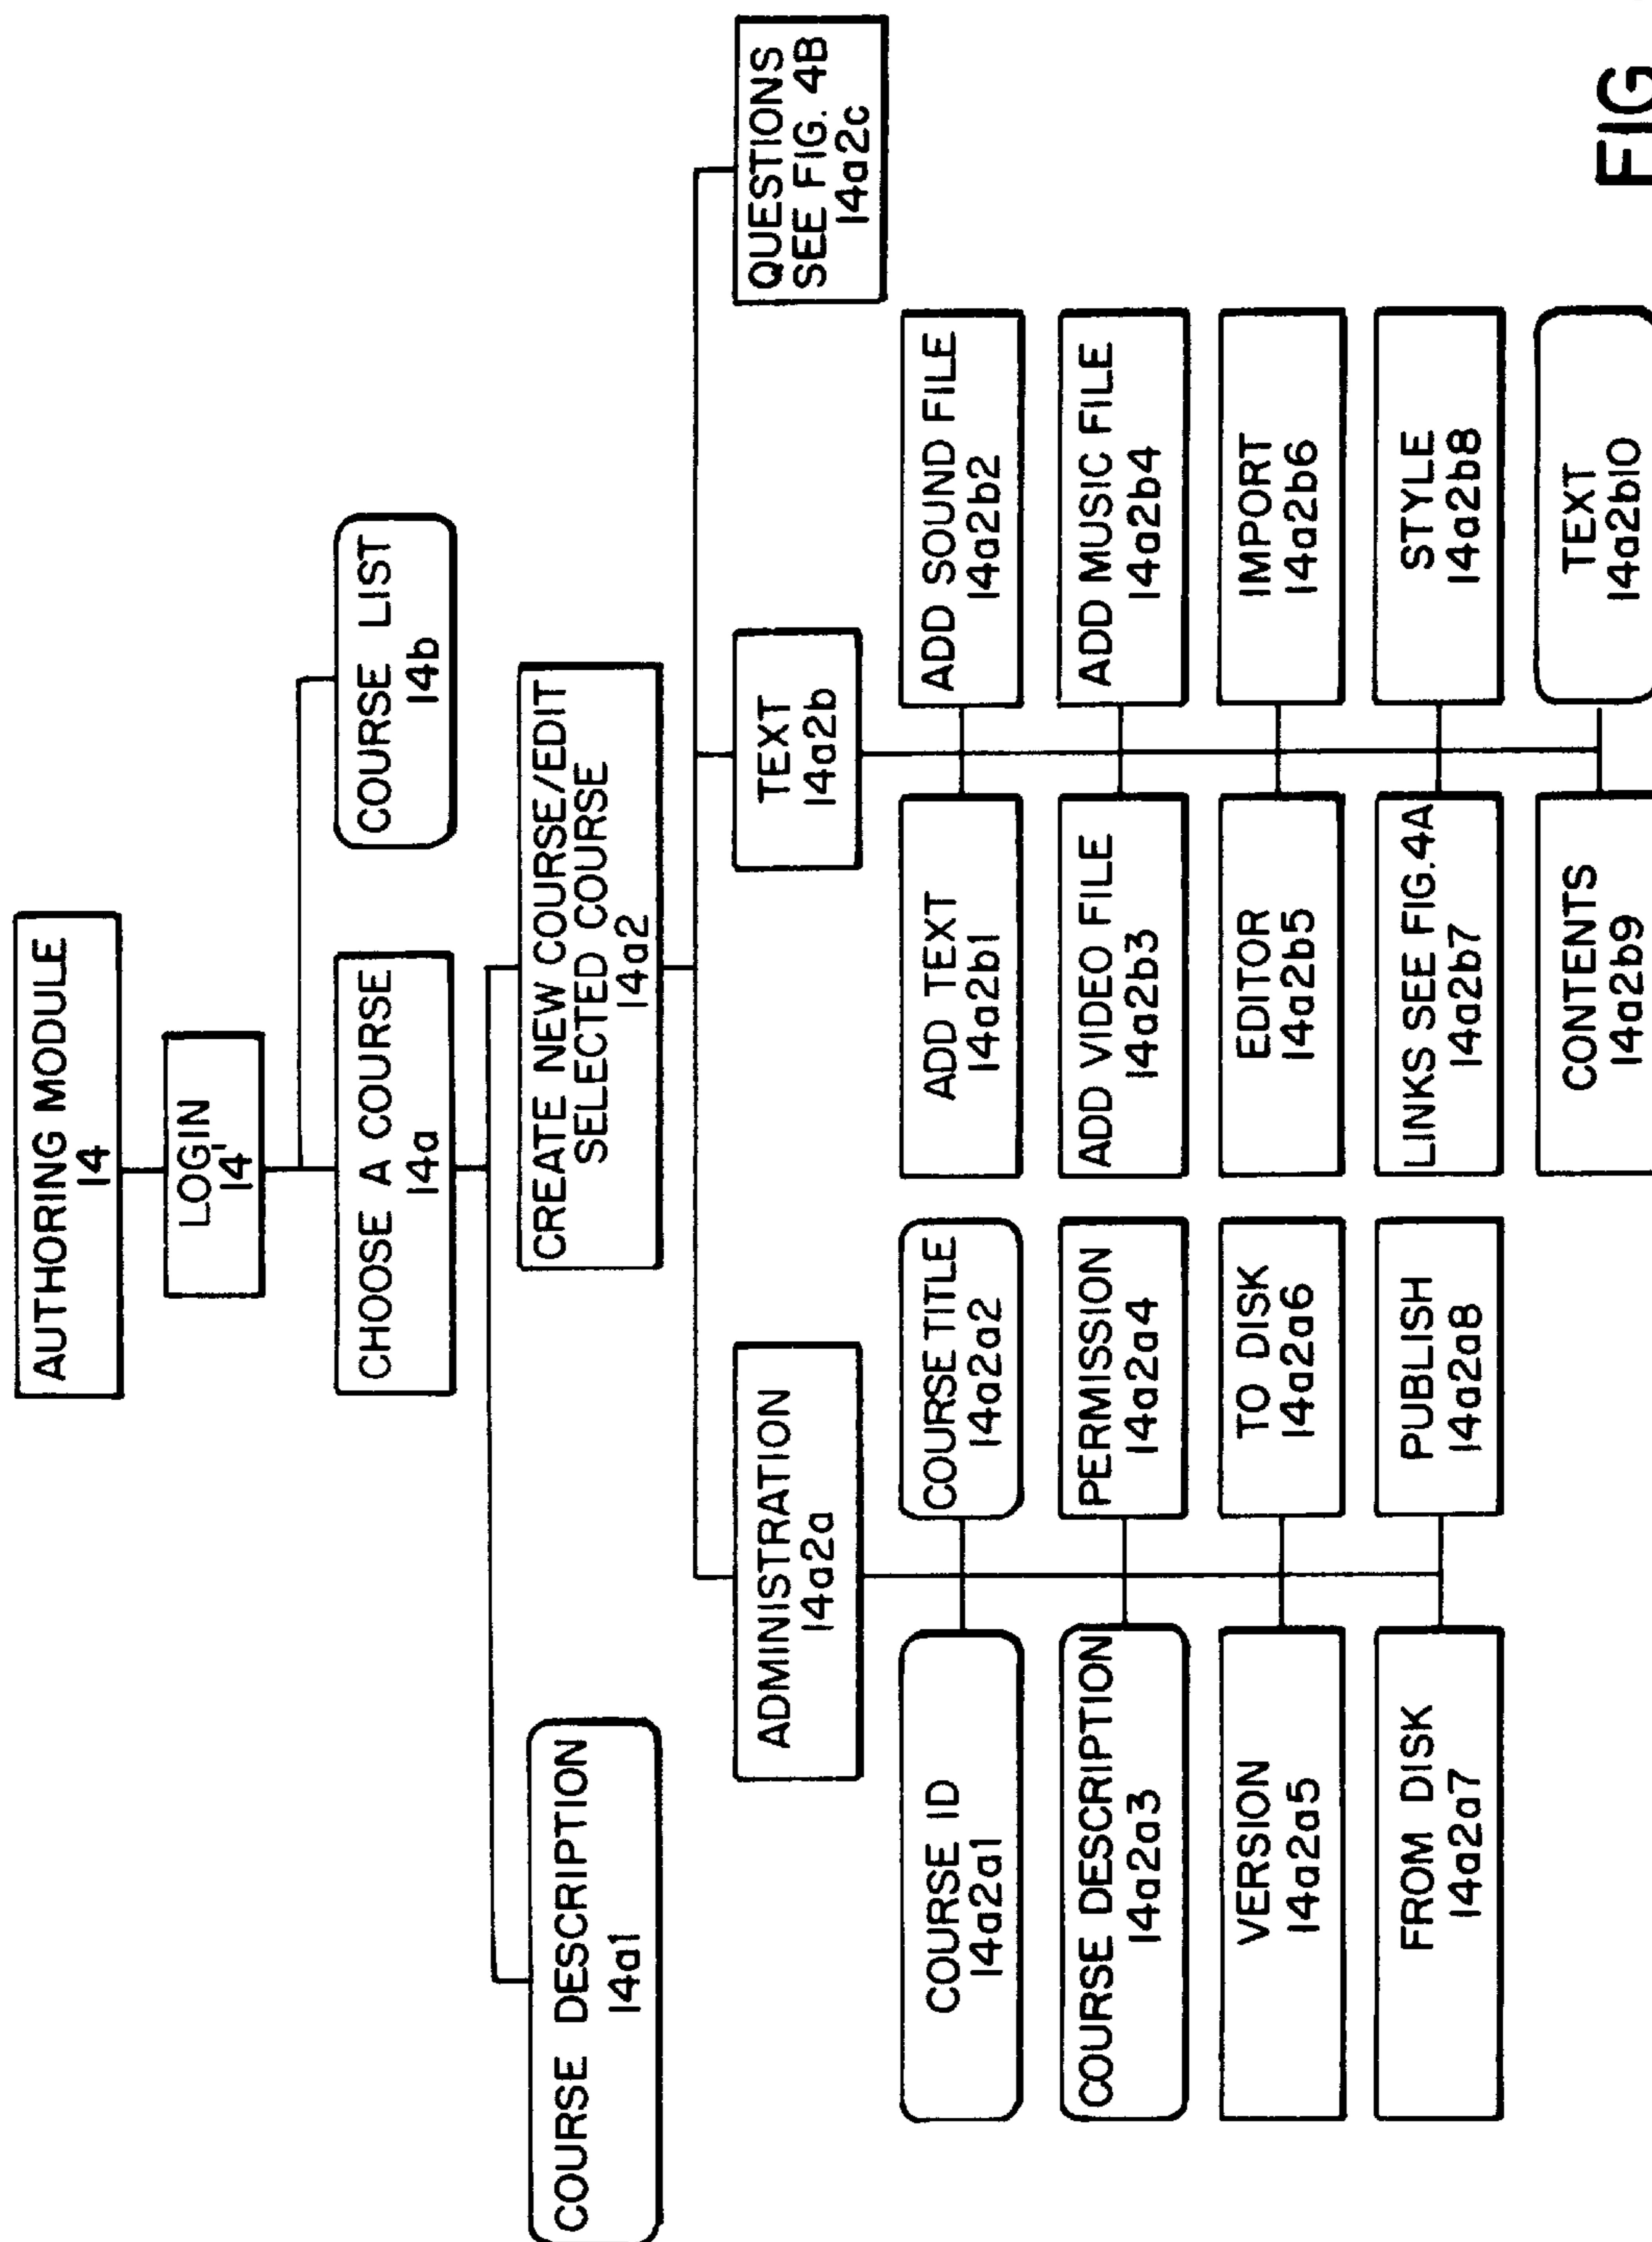 AUTHORING MODULE
14
LOGIN
14'
CHOOSE A COURSE
14a
COURSE LIST
14b
COURSE DESCRIPTION
14a1
CREATE NEW COURSE/EDIT
SELECTED COURSE
14a2
ADMINISTRATION
14a2a
TEXT
14a2b
QUESTIONS
SEE FIG. 4B
14a2c
COURSE ID
14a2a1
COURSE TITLE
14a2a2
ADD TEXT
14a2b1
ADD SOUND FILE
14a2b2
COURSE DESCRIPTION
14a2a3
PERMISSION
14a2a4
ADD VIDEO FILE
14a2b3
ADD MUSIC FILE
14a2b4
VERSION
14a2a5
TO DISK
14a2a6
EDITOR
14a2b5
IMPORT
14a2b6
FROM DISK
14a2a7
PUBLISH
14a2a8
LINKS SEE FIG.4A
14a2b7
STYLE
14a2b8
CONTENTS
14a2b9
TEXT
14a2b10
FIG